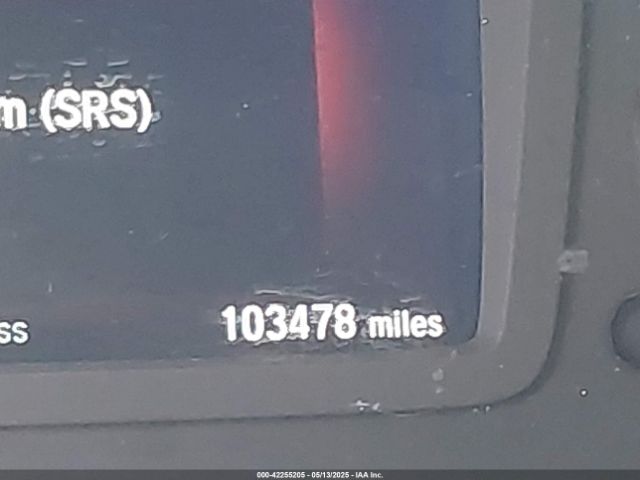 m (SRS)
ss
103478 miles
000-42255205 - 05/13/2025 - IAA Inc.